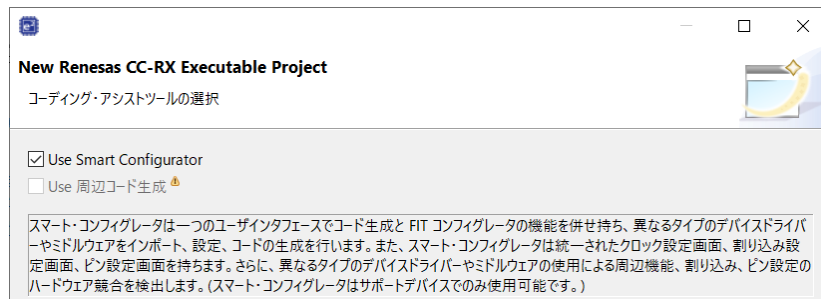 New Renesas CC-RX Executable Project
コーディング・アシストツールの選択
Use Smart Configurator
Use 周辺コード生成
スマート・コンフィグレータは一つのユーザインタフェースでコード生成と FIT コンフィグレータの機能を併せ持ち、異なるタイプのデバイスドライバ
ーやミドルウェアをインポート、設定、コードの生成を行います。また、スマート・コンフィグレータは統一されたクロック設定画面、割り込み設
定画面、ピン設定画面を持ちます。さらに、異なるタイプのデバイスドライバーやミドルウェアの使用による周辺機能、割り込み、ピン設定の
ハードウェア競合を検出します。(スマート・コンフィグレータはサポートデバイスでのみ使用可能です。)